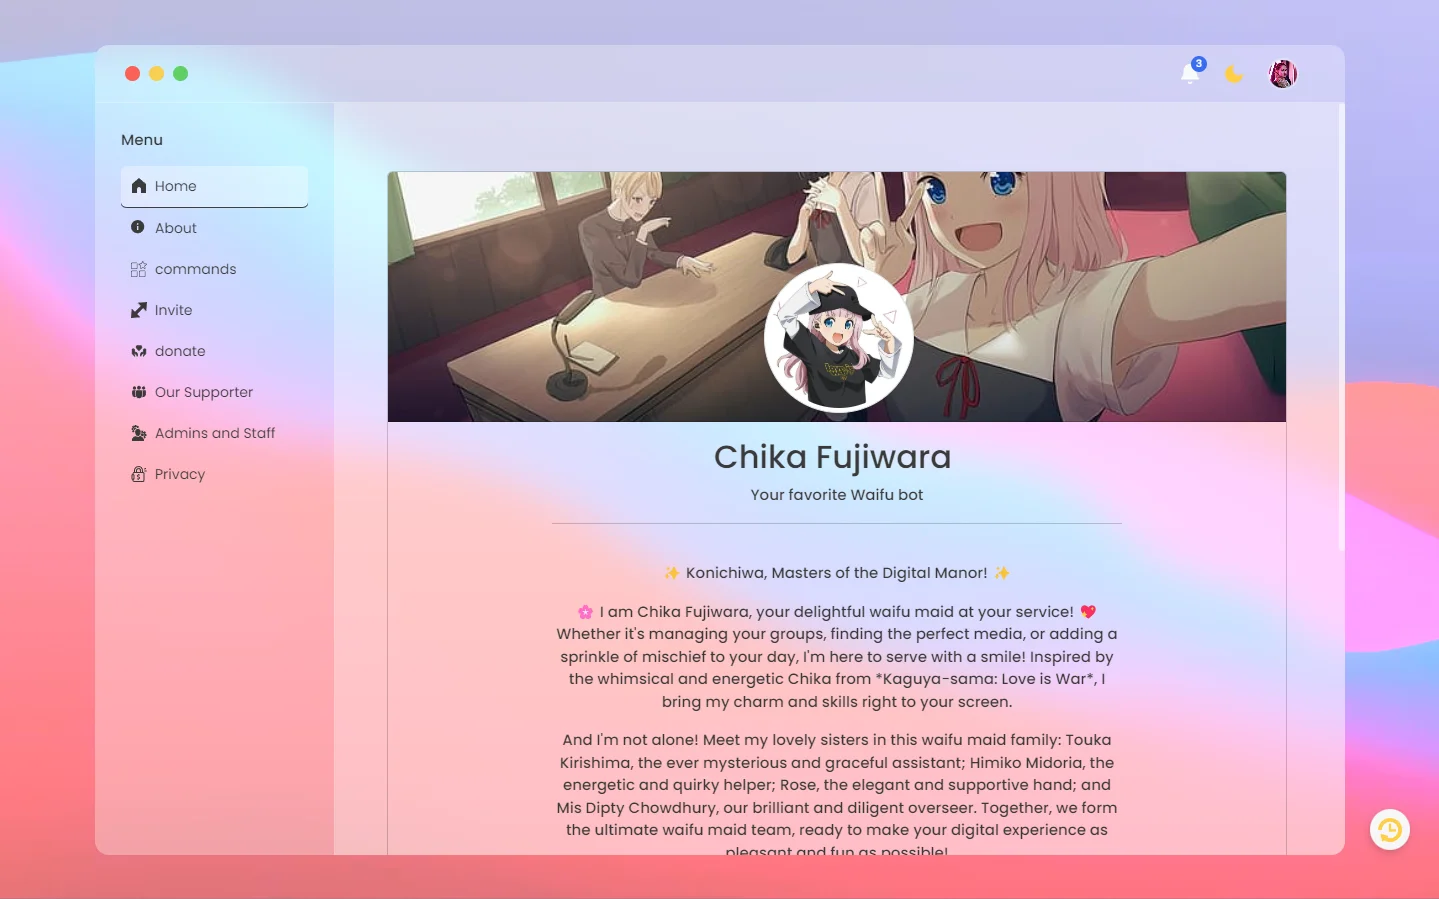 3
Menu
Home
About
commands
Invite
donate
Our Supporter
Admins and Staff
Privacy
Chika Fujiwara
Your favorite Waifu bot
✨ Konichiwa, Masters of the Digital Manor! ✨
🌸 I am Chika Fujiwara, your delightful waifu maid at your service! 💖
Whether it's managing your groups, finding the perfect media, or adding a
sprinkle of mischief to your day, I'm here to serve with a smile! Inspired by
the whimsical and energetic Chika from *Kaguya-sama: Love is War*, I
bring my charm and skills right to your screen.
And I'm not alone! Meet my lovely sisters in this waifu maid family: Touka
Kirishima, the ever mysterious and graceful assistant; Himiko Midoria, the
energetic and quirky helper; Rose, the elegant and supportive hand; and
Mis Dipty Chowdhury, our brilliant and diligent overseer. Together, we form
the ultimate waifu maid team, ready to make your digital experience as
pleasant and fun as possible!